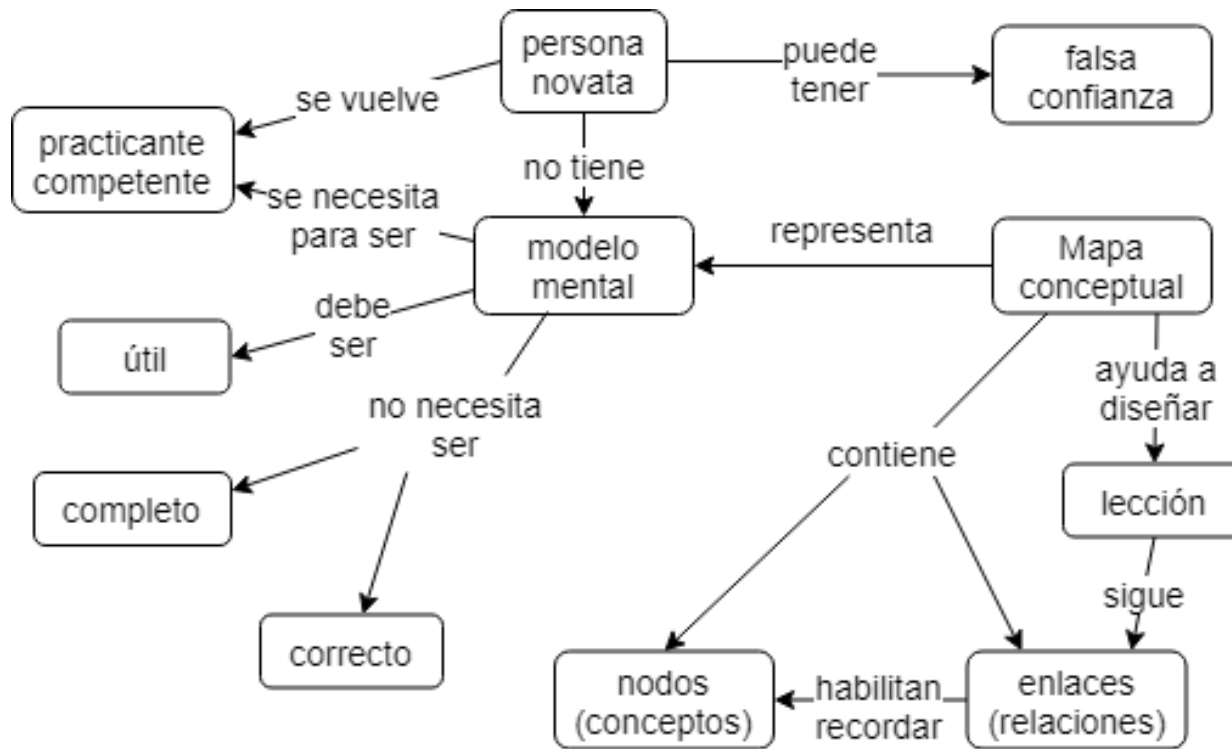 persona
novata
puede
tener
falsa
confianza
se vuelve
practicante
competente
no tiene
se necesita
para ser
modelo
mental
representa
Mapa
conceptual
debe
ser
útil
ayuda a
diseñar
no necesita
ser
contiene
completo
lección
sigue
correcto
nodos
(conceptos)
habilitan
recordar
enlaces
(relaciones)